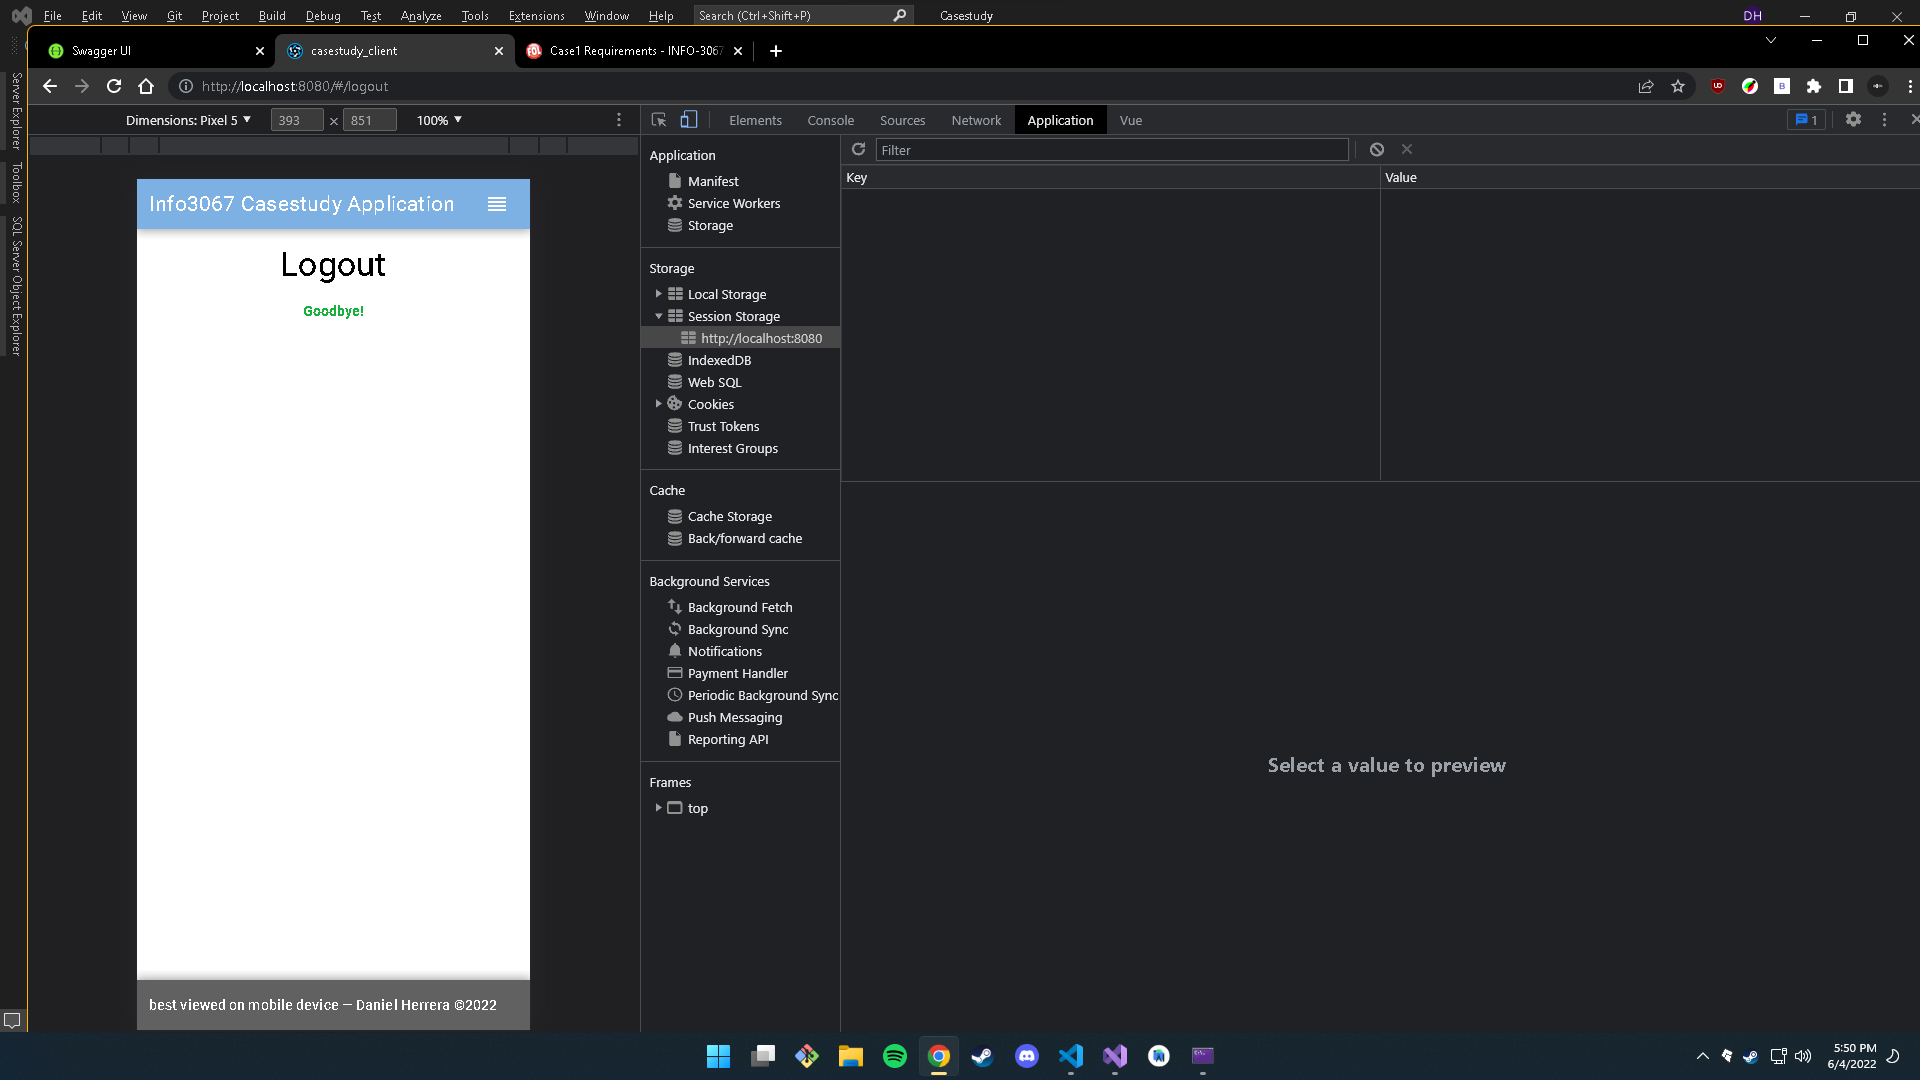 File Edit View Git Project Build Debug Test Analyze Tools Extensions Window Help Search (Ctrl+Shift+P) Casestudy DH
Swagger UI casestudy_client Case1 Requirements - INFO-3067
http://localhost:8080/#/logout
Server Explorer
Toolbox
SQL Server Object Explorer
Dimensions: Pixel 5 393 × 851 100%
Info3067 Casestudy Application
Logout
Goodbye!
best viewed on mobile device — Daniel Herrera ©2022
Elements Console Sources Network Application Vue 1
Application
Manifest
Service Workers
Storage
Storage
Local Storage
Session Storage
http://localhost:8080
IndexedDB
Web SQL
Cookies
Trust Tokens
Interest Groups
Cache
Cache Storage
Back/forward cache
Background Services
Background Fetch
Background Sync
Notifications
Payment Handler
Periodic Background Sync
Push Messaging
Reporting API
Frames
top
Filter
Key Value
Select a value to preview
5:50 PM
6/4/2022